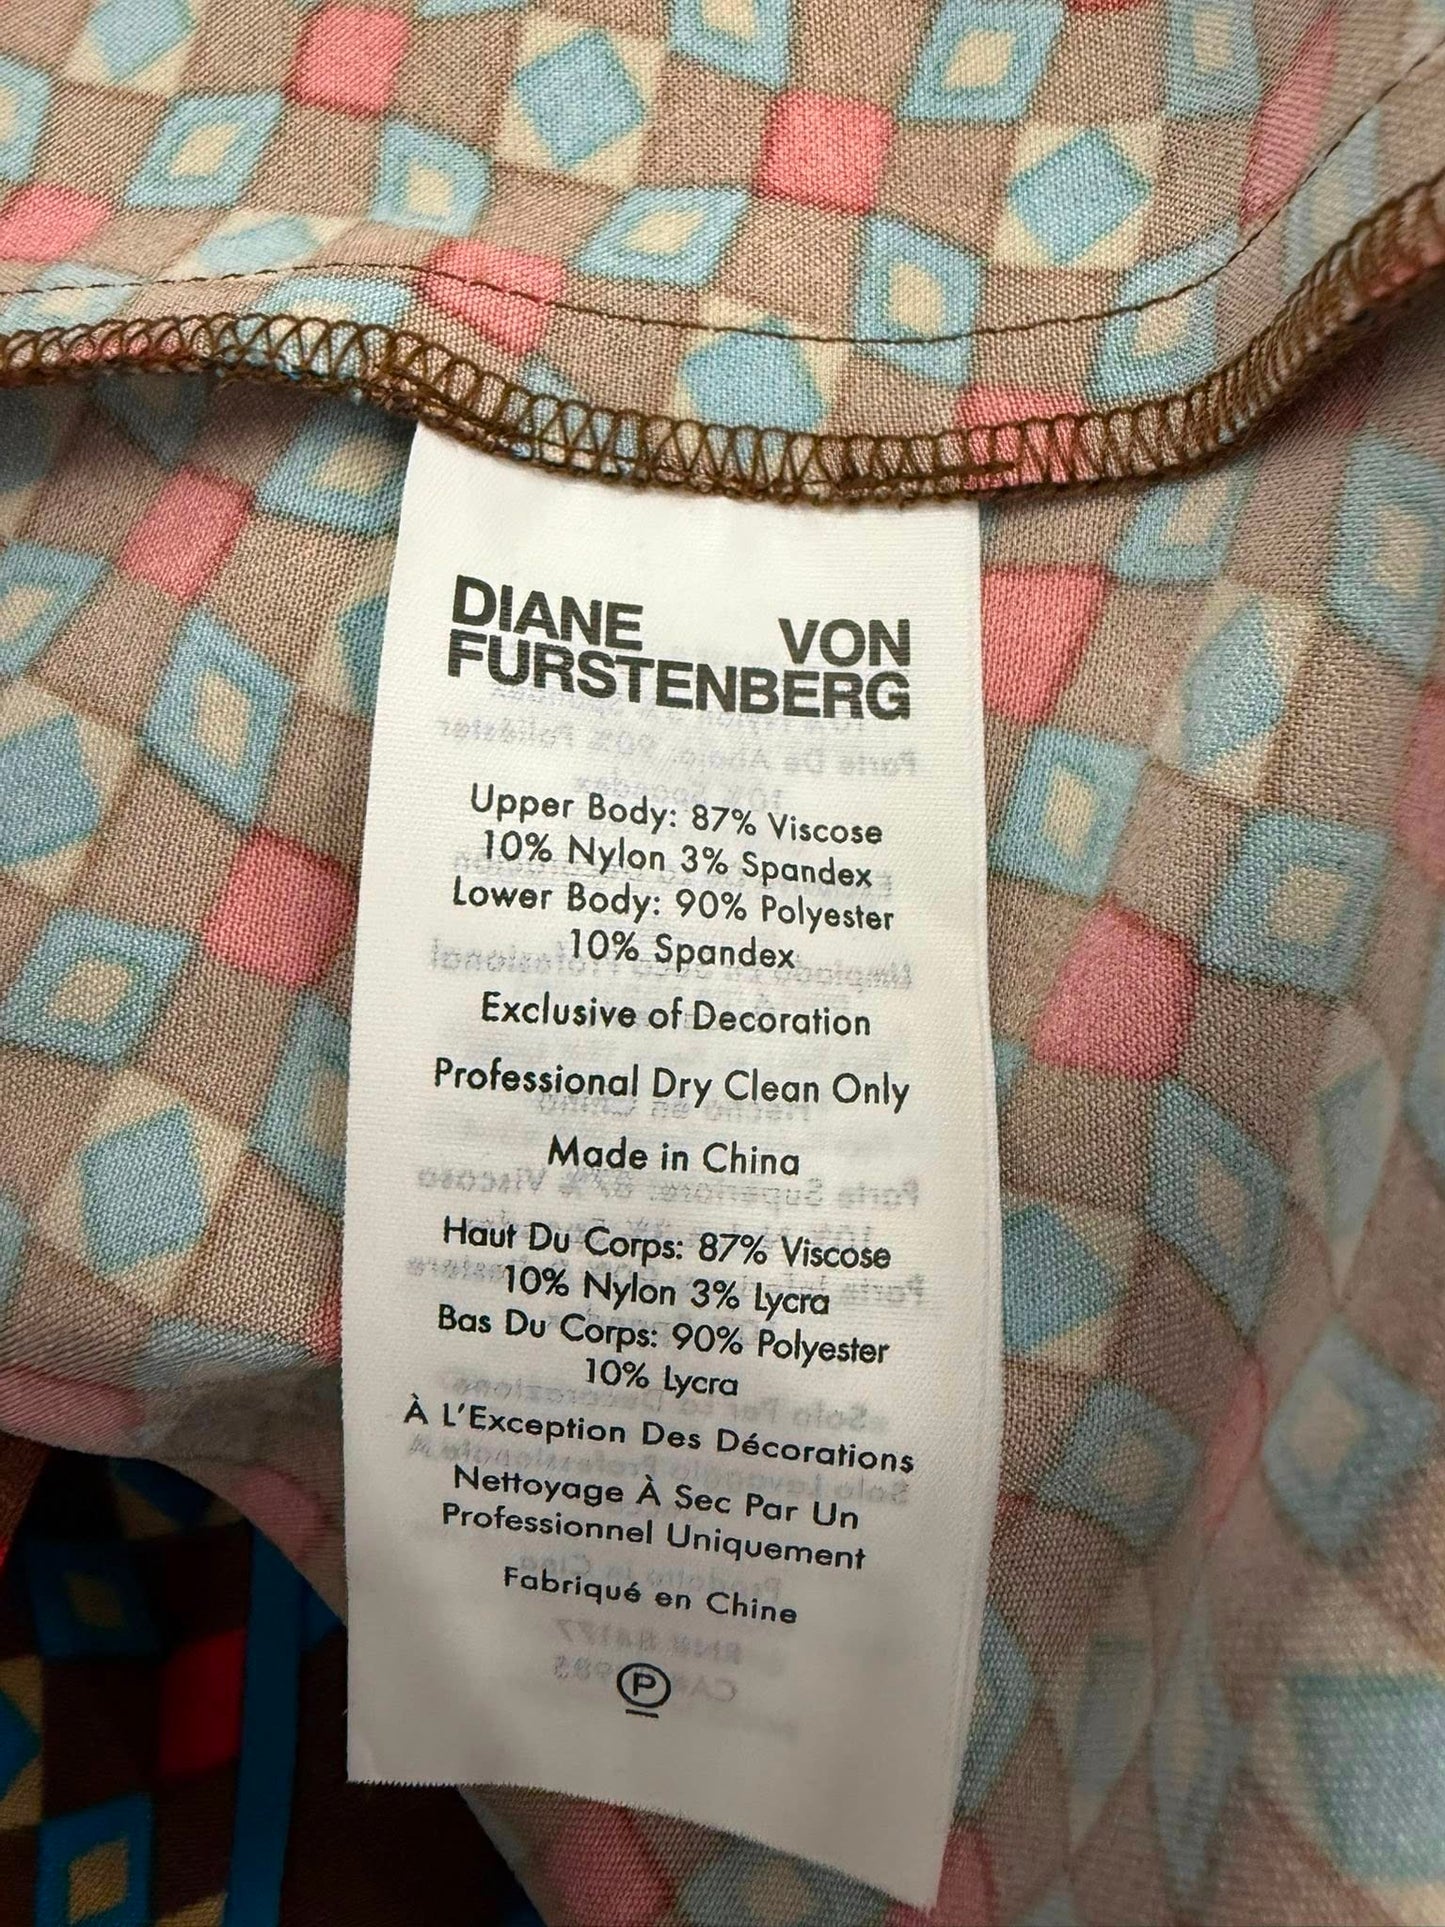 DIANE VON
FURSTENBERG
Upper Body: 87% Viscose
10% Nylon 3% Spandex
Lower Body: 90% Polyester
10% Spandex
Exclusive of Decoration
Professional Dry Clean Only
Made in China
Haut Du Corps: 87% Viscose
10% Nylon 3% Lycra
Bas Du Corps: 90% Polyester
10% Lycra
À L'Exception Des Décorations
Nettoyage À Sec Par Un
Professionnel Uniquement
Fabriqué en Chine
P